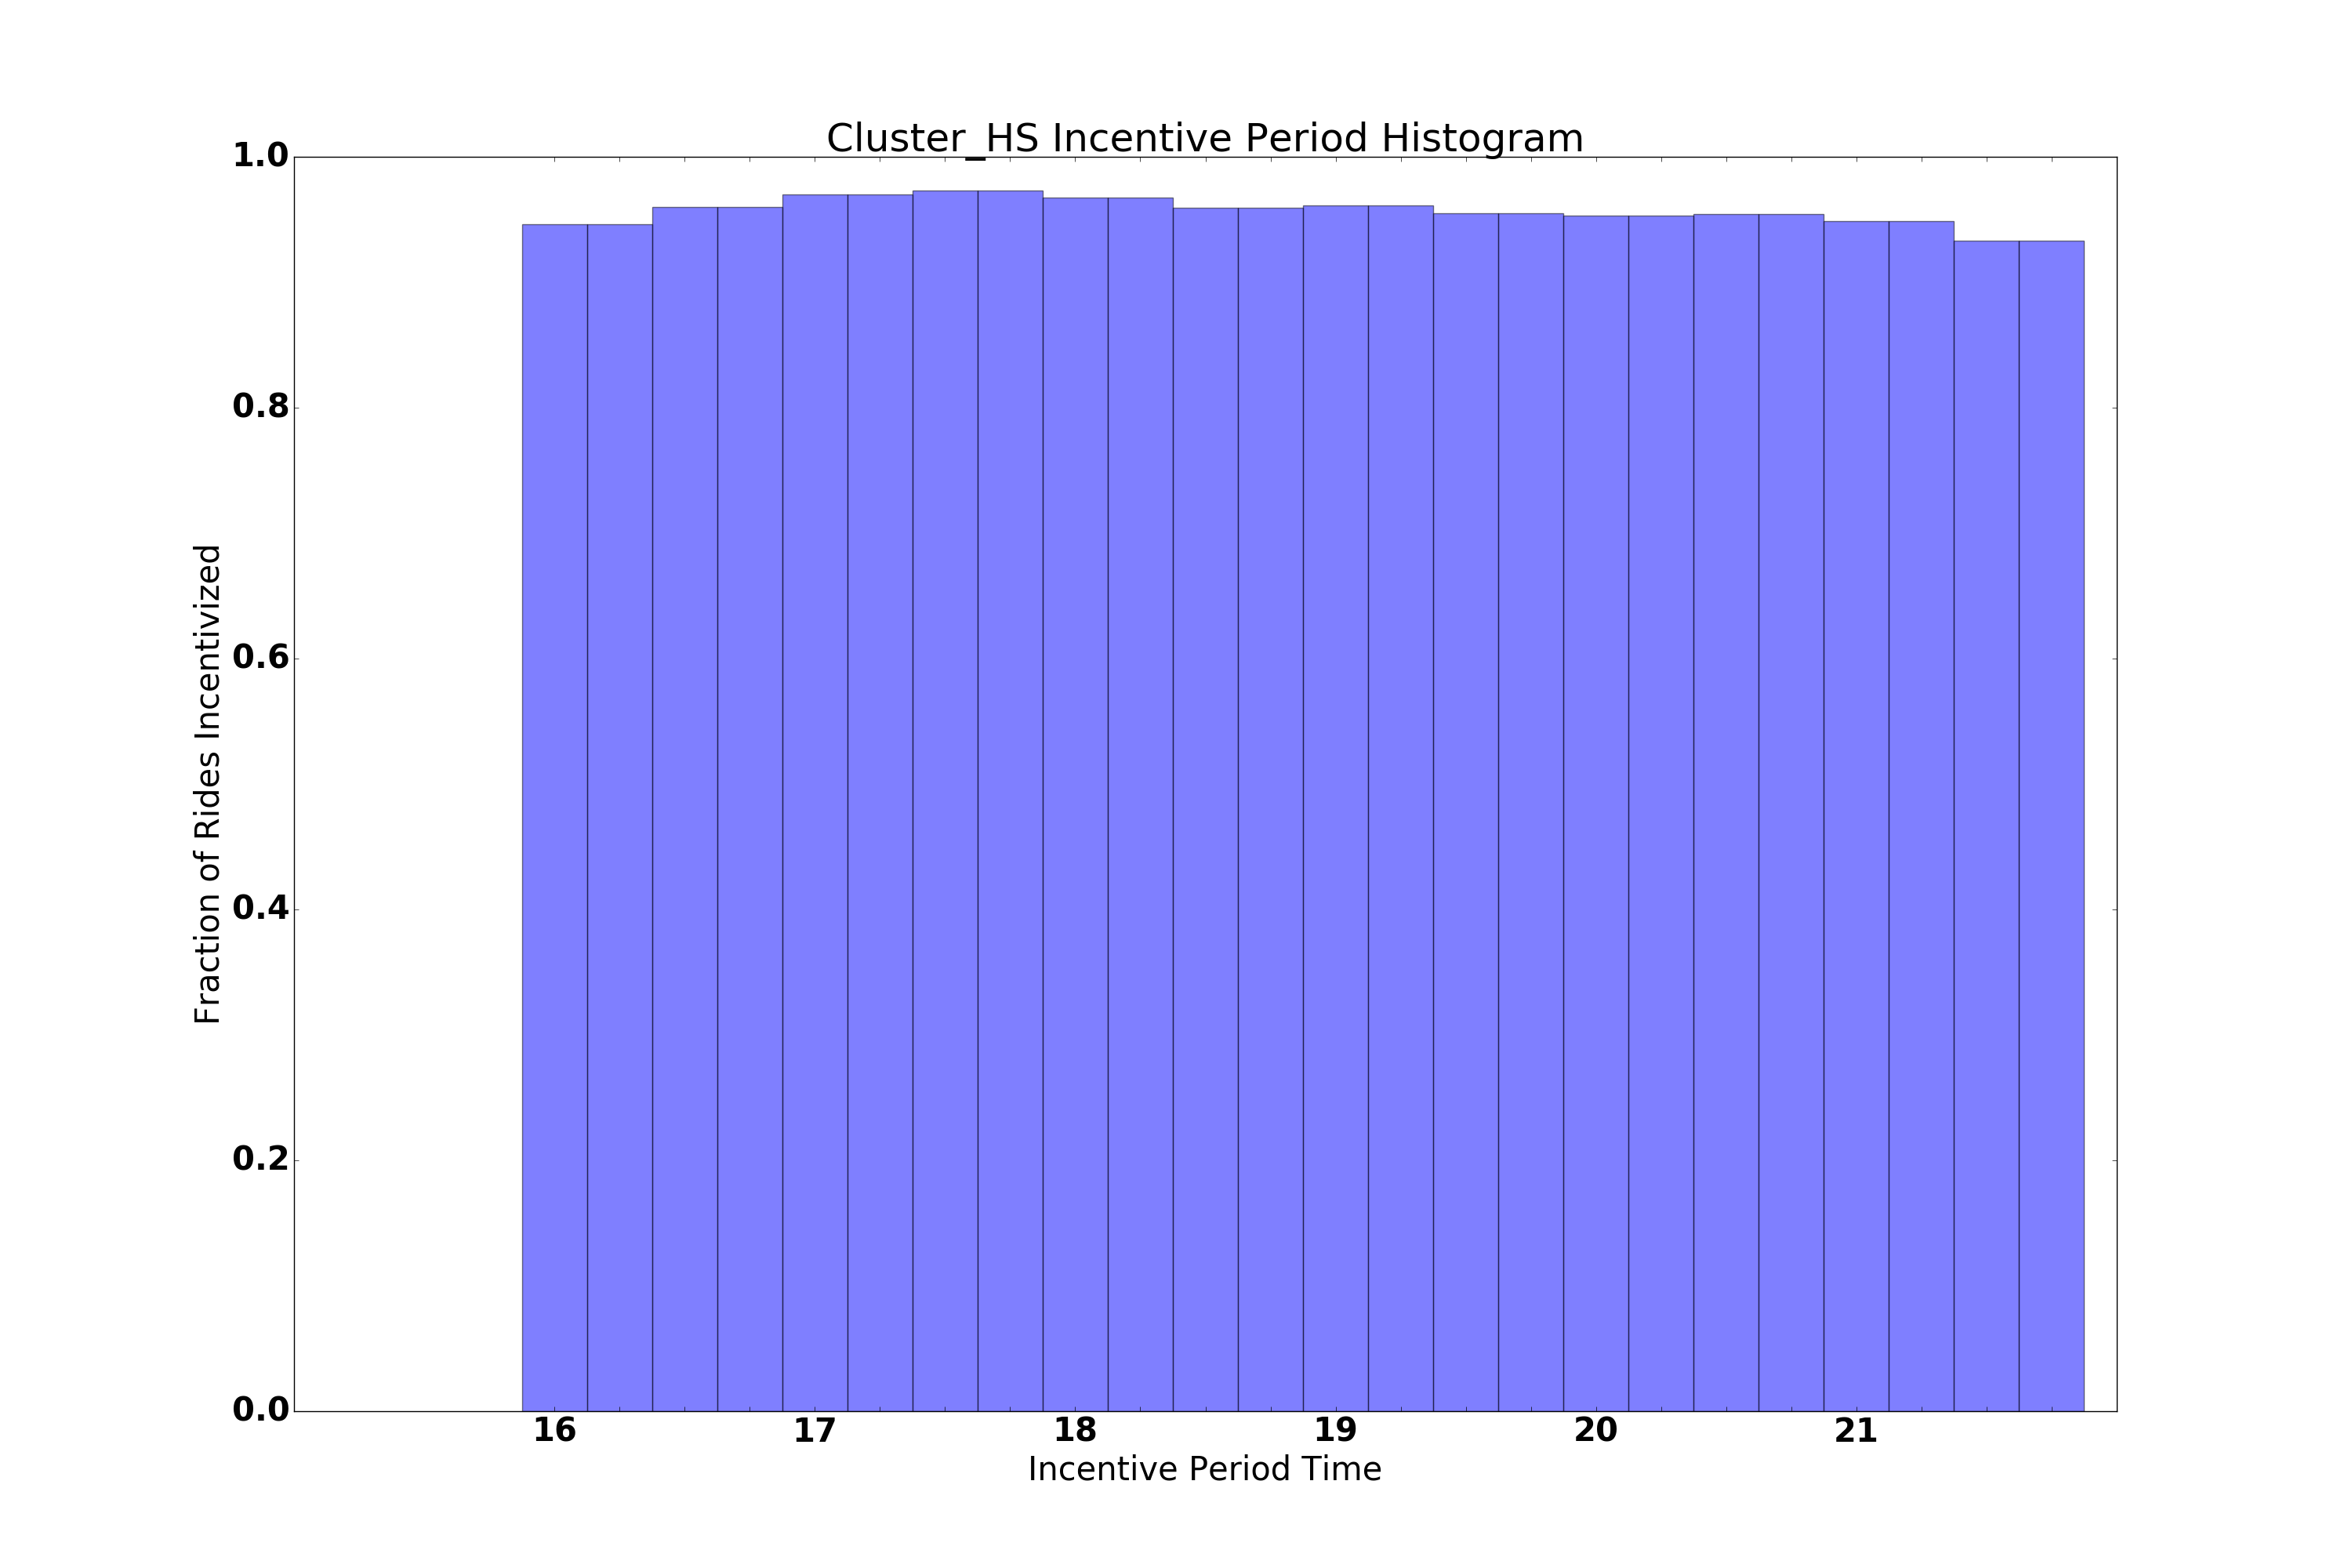 Cluster_HS Incentive Period Histogram
1.0
0.8
0.6
0.4
0.2
0.0
Fraction of Rides Incentivized
16 17 18 19 20 21
Incentive Period Time